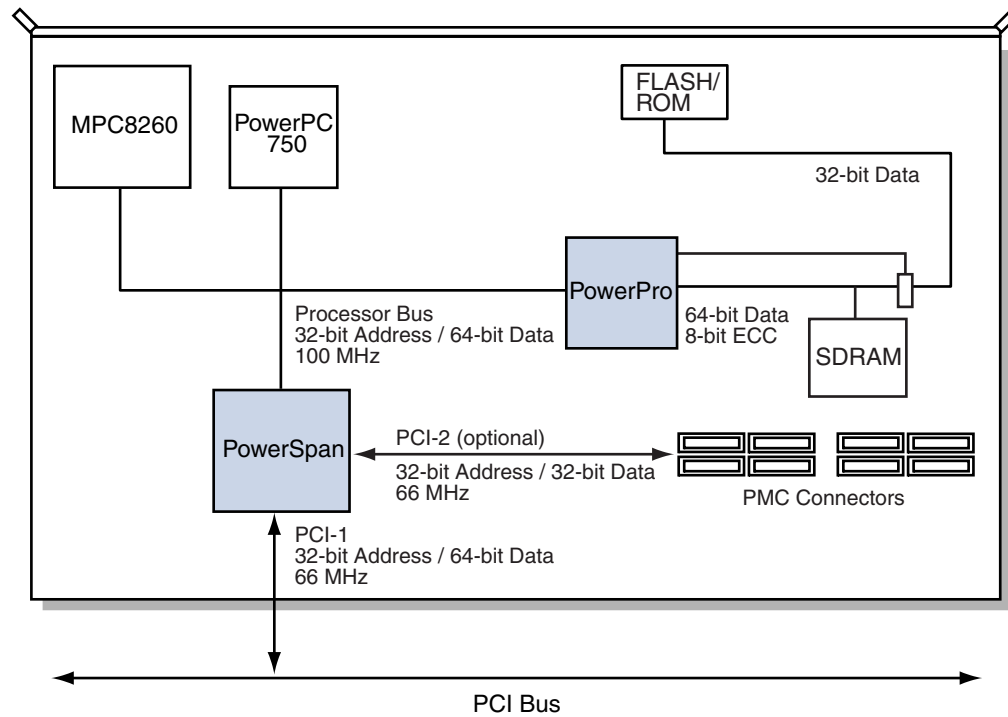 MPC8260
PowerPC
750
FLASH/
ROM
32-bit Data
PowerPro
Processor Bus
32-bit Address / 64-bit Data
100 MHz
64-bit Data
8-bit ECC
SDRAM
PowerSpan
PCI-2 (optional)
32-bit Address / 32-bit Data
66 MHz
PMC Connectors
PCI-1
32-bit Address / 64-bit Data
66 MHz
PCI Bus